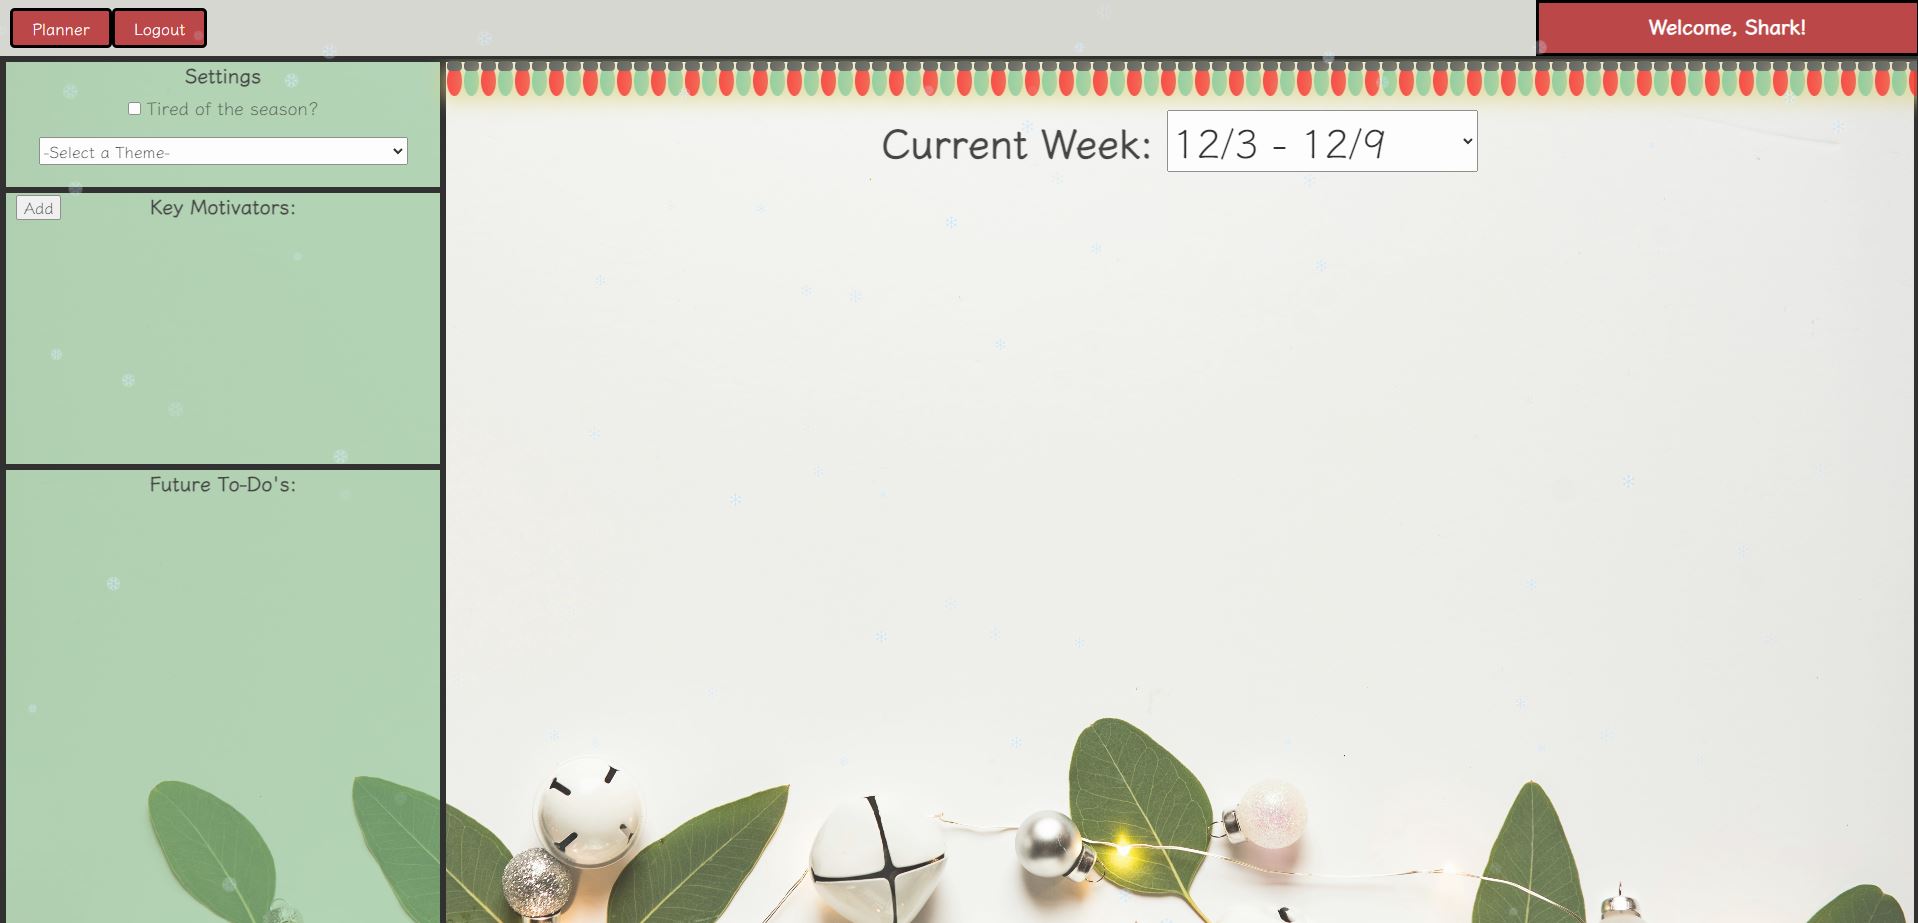 Planner
Logout
Welcome, Shark!
Settings
Tired of the season?
-Select a Theme-
Add
Key Motivators:
Future To-Do's:
Current Week:
12/3 - 12/9